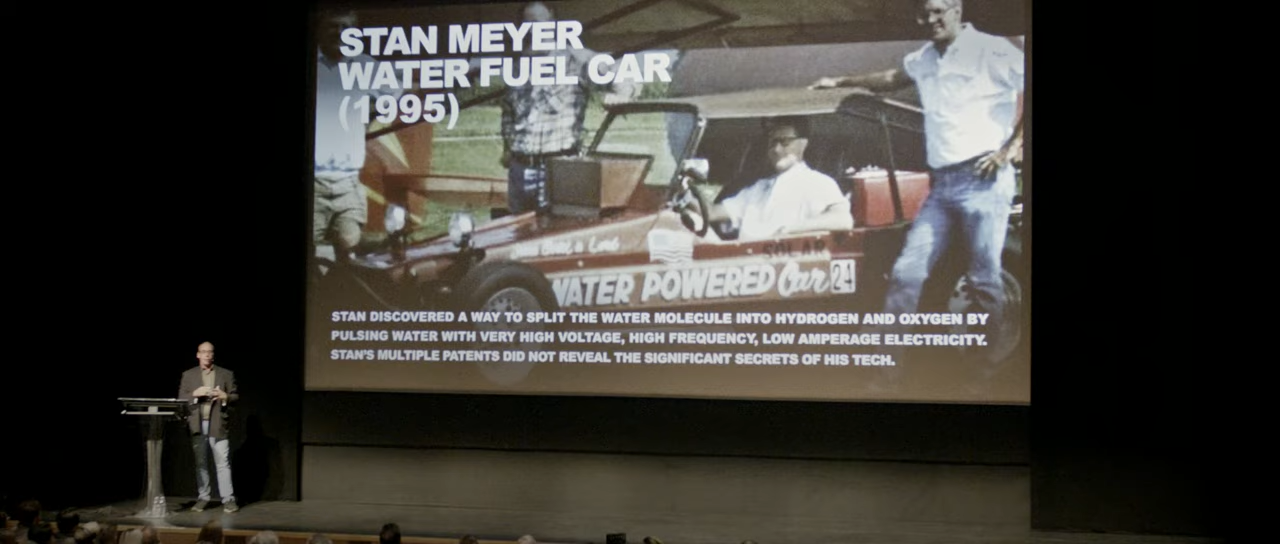 STAN MEYER
WATER FUEL CAR
(1995)
SOLAR
WATER POWERED Car 24
STAN DISCOVERED A WAY TO SPLIT THE WATER MOLECULE INTO HYDROGEN AND OXYGEN BY
PULSING WATER WITH VERY HIGH VOLTAGE, HIGH FREQUENCY, LOW AMPERAGE ELECTRICITY.
STAN'S MULTIPLE PATENTS DID NOT REVEAL THE SIGNIFICANT SECRETS OF HIS TECH.